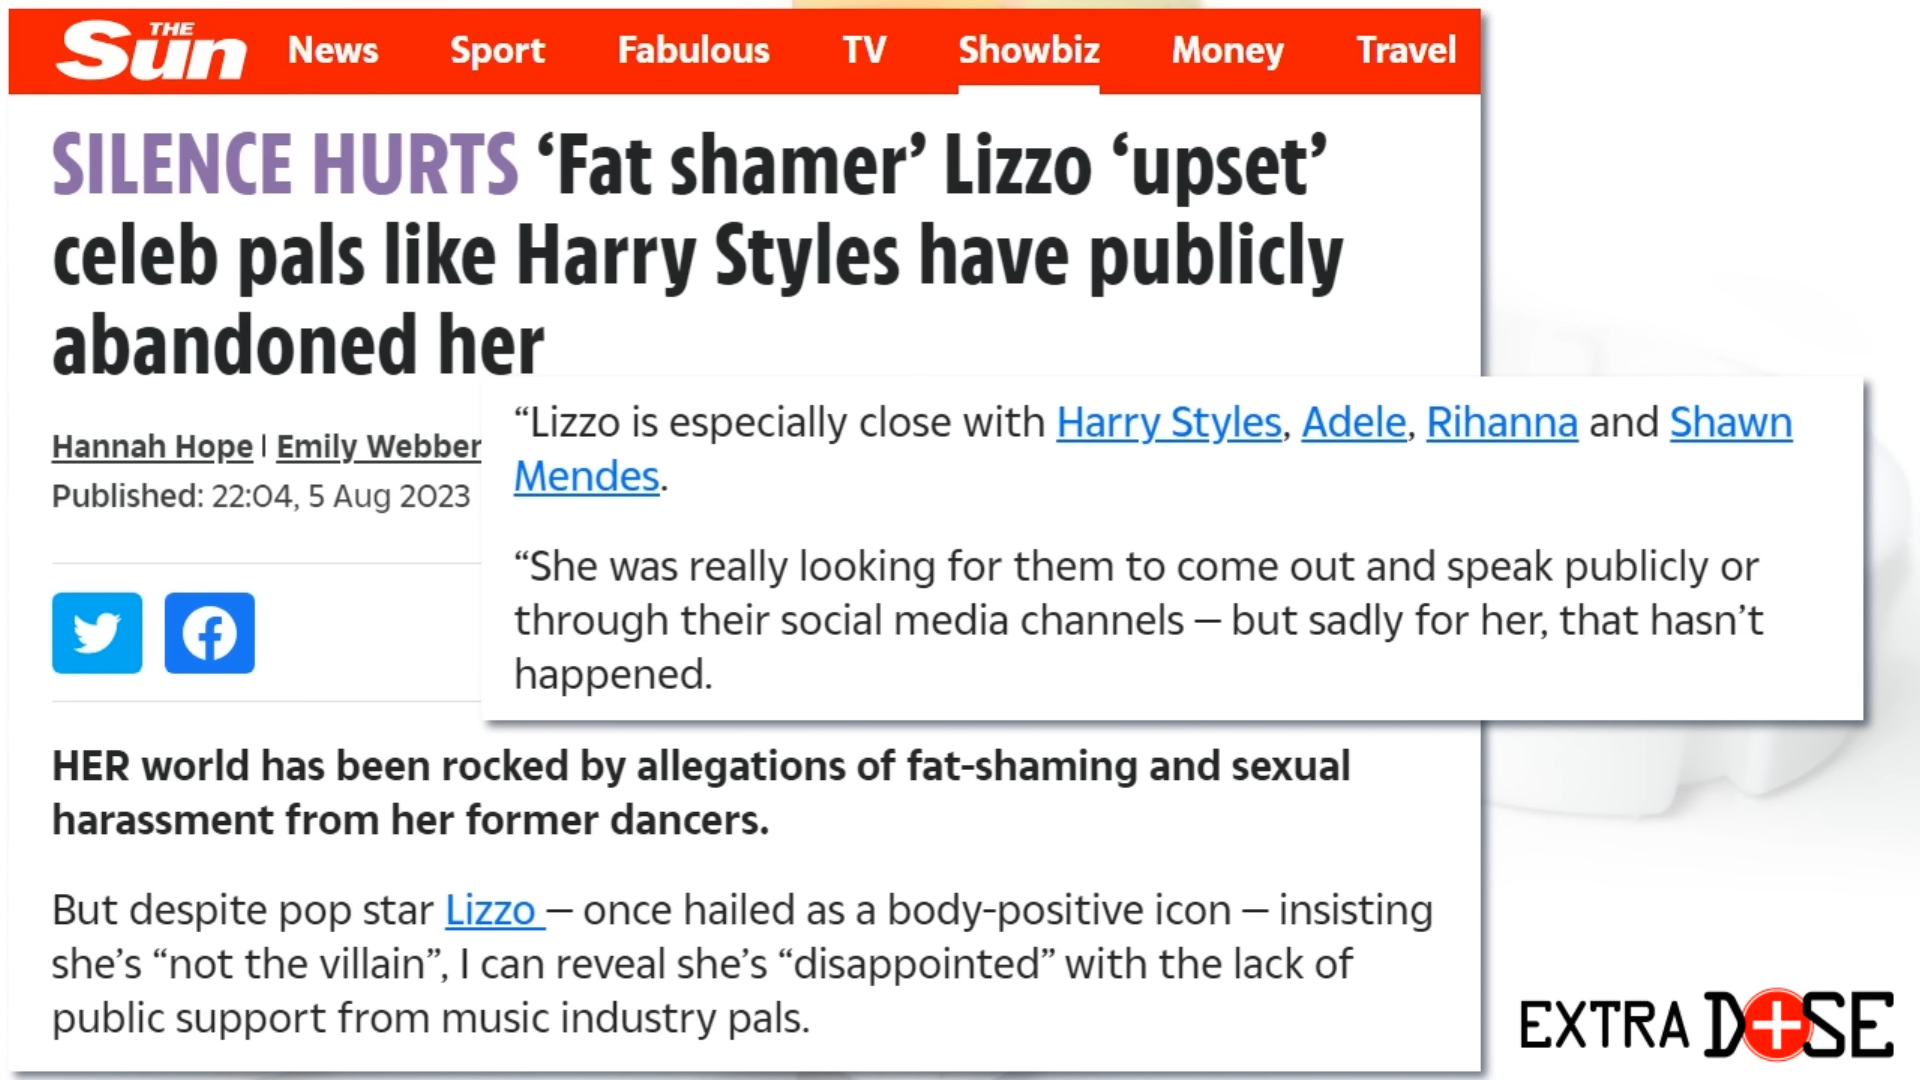 THE Sun News Sport Fabulous TV Showbiz Money Travel
SILENCE HURTS ‘Fat shamer’ Lizzo ‘upset’
celeb pals like Harry Styles have publicly
abandoned her
Hannah Hope | Emily Webber
Published: 22:04, 5 Aug 2023
“Lizzo is especially close with Harry Styles, Adele, Rihanna and Shawn
Mendes.
“She was really looking for them to come out and speak publicly or
through their social media channels – but sadly for her, that hasn’t
happened.
HER world has been rocked by allegations of fat-shaming and sexual
harassment from her former dancers.
But despite pop star Lizzo – once hailed as a body-positive icon – insisting
she’s “not the villain”, I can reveal she’s “disappointed” with the lack of
public support from music industry pals.
EXTRA DOSE